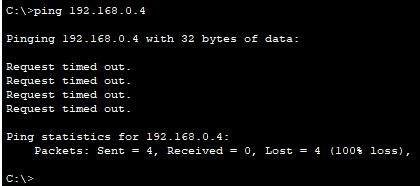 C:\>ping 192.168.0.4
Pinging 192.168.0.4 with 32 bytes of data:
Request timed out.
Request timed out.
Request timed out.
Request timed out.
Ping statistics for 192.168.0.4:
    Packets: Sent = 4, Received = 0, Lost = 4 (100% loss),
C:\>